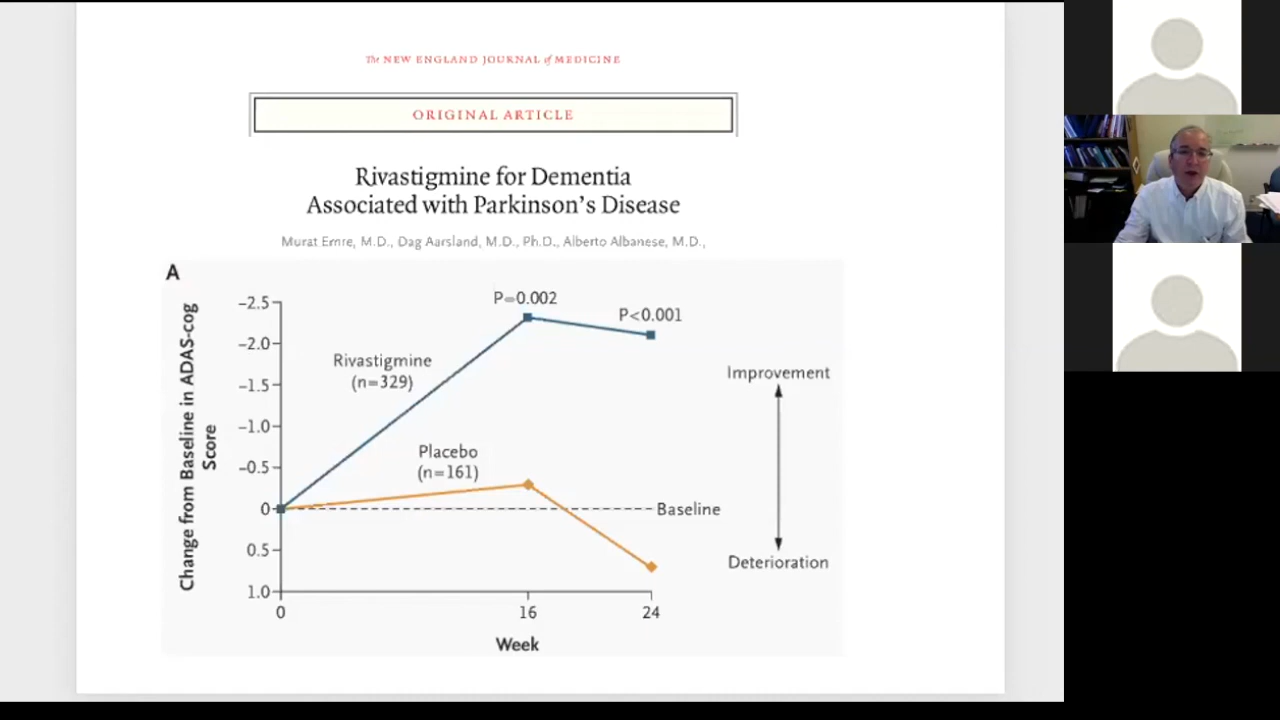 The NEW ENGLAND JOURNAL of MEDICINE
ORIGINAL ARTICLE
Rivastigmine for Dementia
Associated with Parkinson's Disease
Murat Emre, M.D., Dag Aarsland, M.D., Ph.D., Alberto Albanese, M.D.,
A
Change from Baseline in ADAS-cog
Score
−2.5
−2.0
−1.5
−1.0
−0.5
0
0.5
1.0
P=0.002
P<0.001
Rivastigmine
(n=329)
Placebo
(n=161)
Baseline
Improvement
Deterioration
0
16
24
Week